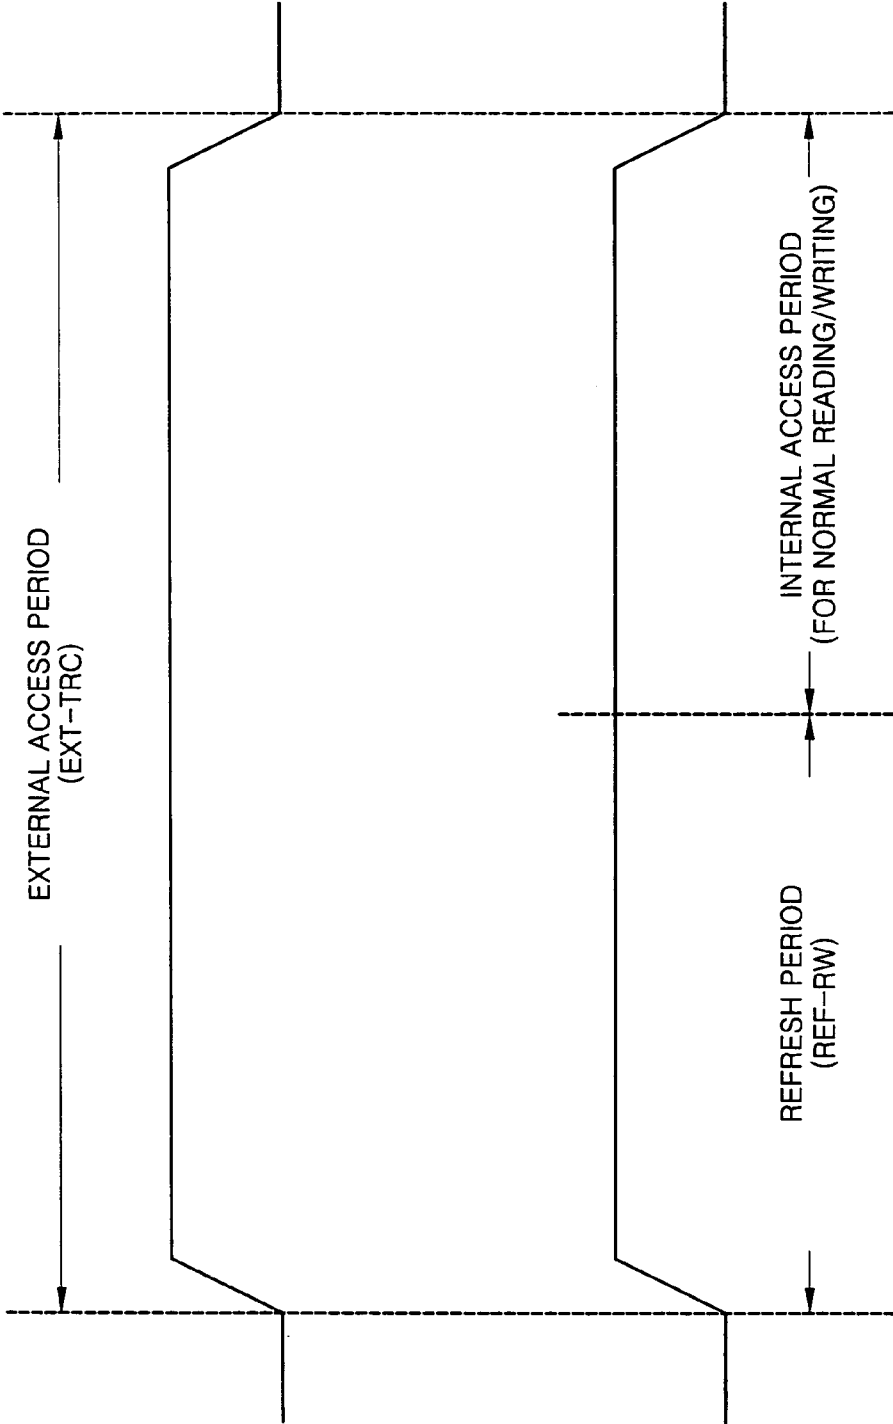 EXTERNAL ACCESS PERIOD
(EXT-TRC)
REFRESH PERIOD
(REF-RW)
INTERNAL ACCESS PERIOD
(FOR NORMAL READING/WRITING)